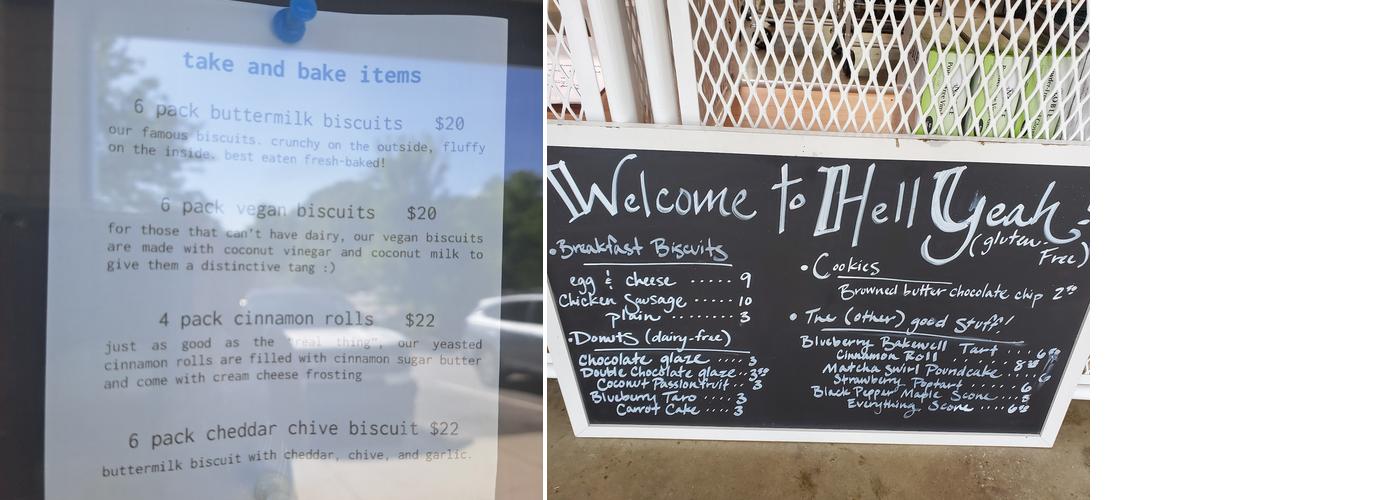 take and bake items
6 pack buttermilk biscuits $20
our famous biscuits. crunchy on the outside, fluffy
on the inside. best eaten fresh-baked!
6 pack vegan biscuits $20
for those that can't have dairy, our vegan biscuits
are made with coconut vinegar and coconut milk to
give them a distinctive tang :)
4 pack cinnamon rolls $22
just as good as the "real thing", our yeasted
cinnamon rolls are filled with cinnamon sugar butter
and come with cream cheese frosting
6 pack cheddar chive biscuit $22
buttermilk biscuit with cheddar, chive, and garlic.
Welcome to Hell Yeah!
(gluten-
Free)
• Breakfast Biscuits
egg & cheese ..... 9
Chicken Sausage ..... 10
plain ........ 3
• Donuts (dairy-free)
Chocolate glaze .... 3
Double Chocolate glaze .. 3.50
Coconut Passionfruit .. 3
Blueberry Taro .... 3
Carrot Cake .... 3
• Cookies
Browned butter chocolate chip 2.50
• The (other) good stuff!
Blueberry Bakewell Tart ... 6.50
Cinnamon Roll
Matcha Swirl Poundcake
Strawberry Poptart ..... 6
Black Pepper Maple Scone
Everything Scone .... 6.50